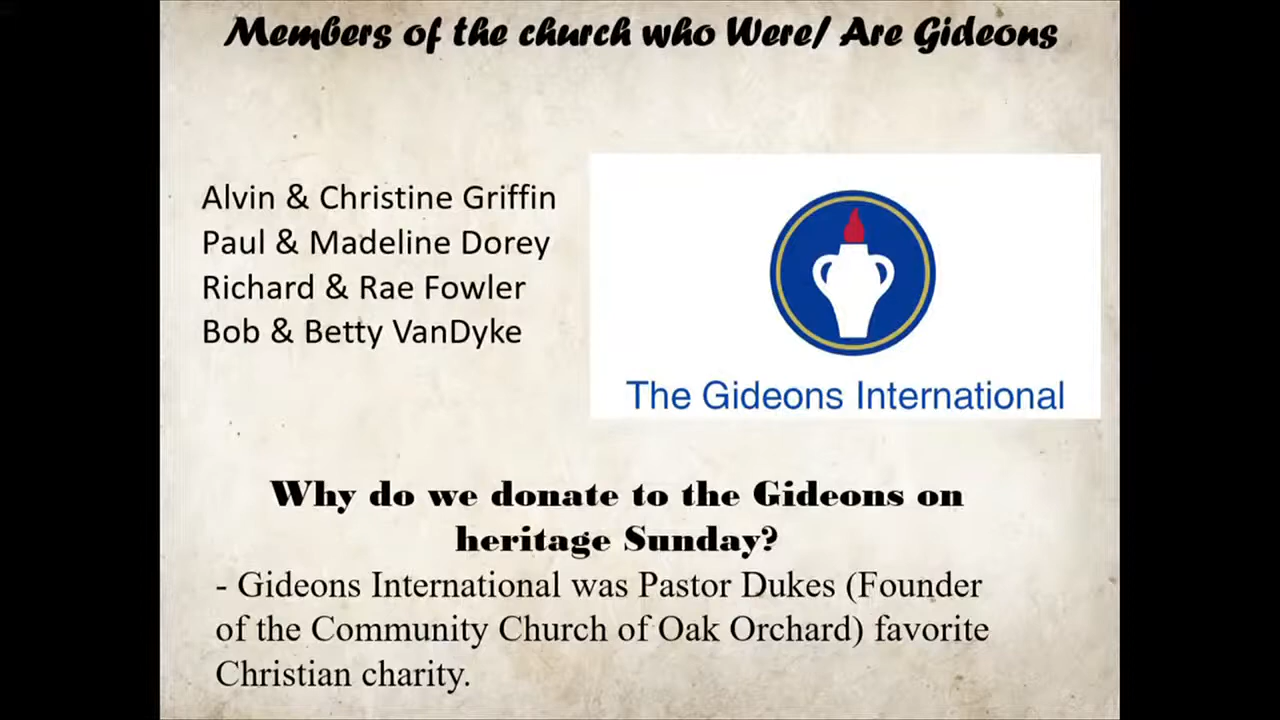 Members of the church who Were/ Are Gideons
Alvin & Christine Griffin
Paul & Madeline Dorey
Richard & Rae Fowler
Bob & Betty VanDyke
The Gideons International
Why do we donate to the Gideons on
heritage Sunday?
- Gideons International was Pastor Dukes (Founder
of the Community Church of Oak Orchard) favorite
Christian charity.